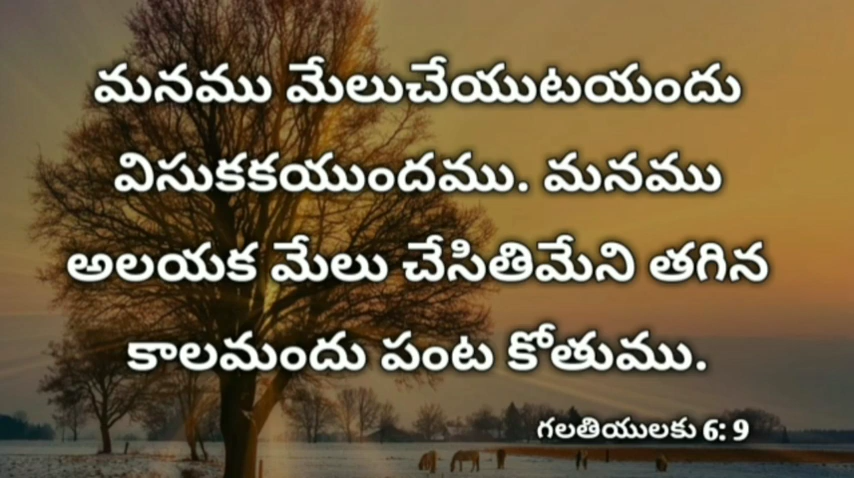 మనము మేలుచేయుటయందు
విసుకకయుందము. మనము
అలయక మేలు చేసితిమేని తగిన
కాలమందు పంట కోతుము.
గలతియులకు 6: 9